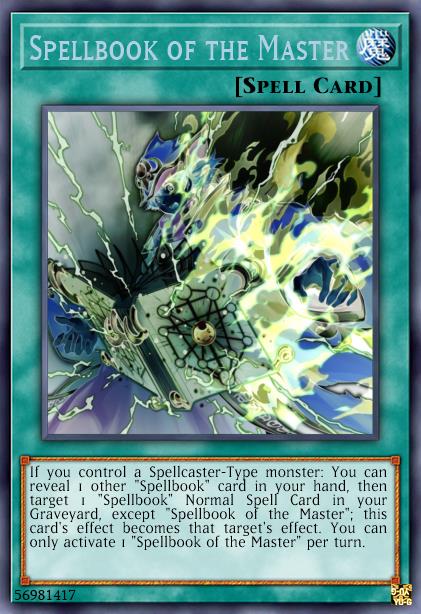 SPELLBOOK OF THE MASTER
魔
[SPELL CARD]
If you control a Spellcaster-Type monster: You can
reveal 1 other "Spellbook" card in your hand, then
target 1 "Spellbook" Normal Spell Card in your
Graveyard, except "Spellbook of the Master"; this
card's effect becomes that target's effect. You can
only activate 1 "Spellbook of the Master" per turn.
56981417